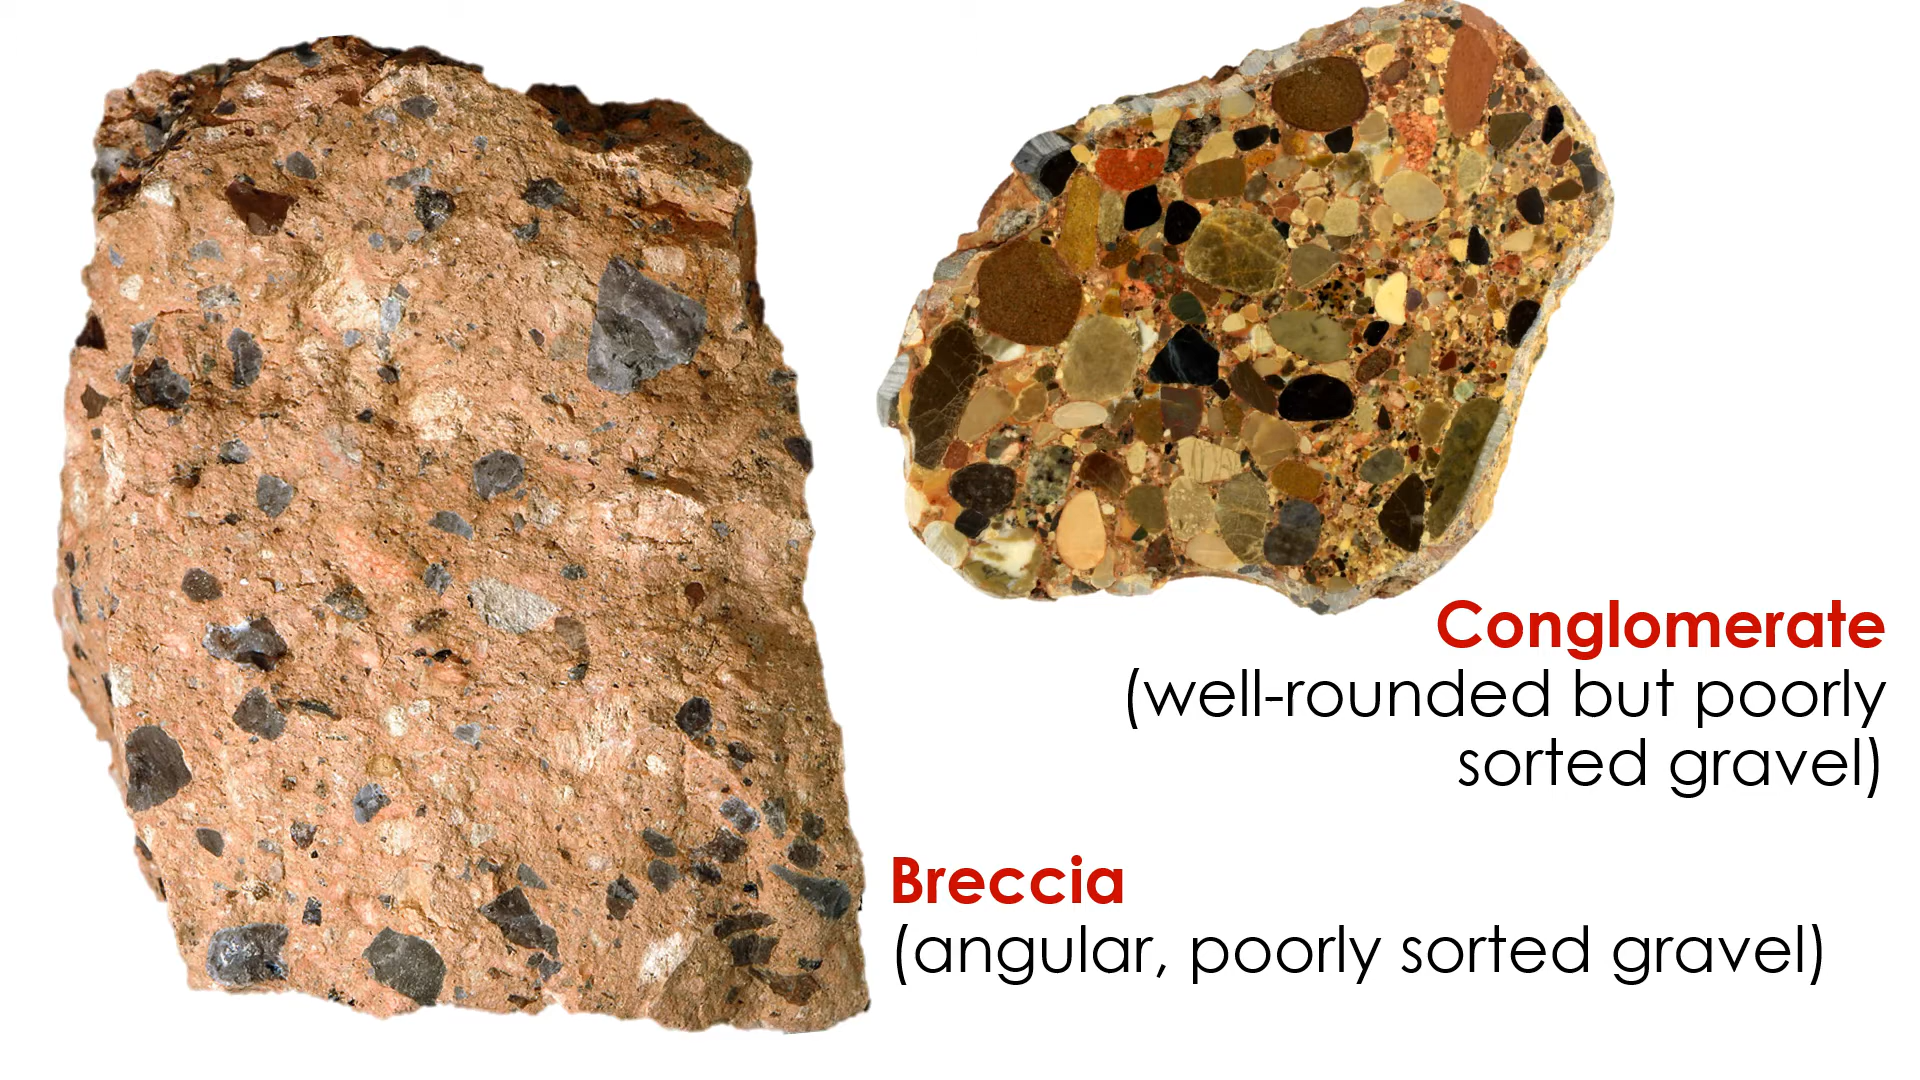 Conglomerate
(well-rounded but poorly
sorted gravel)
Breccia
(angular, poorly sorted gravel)